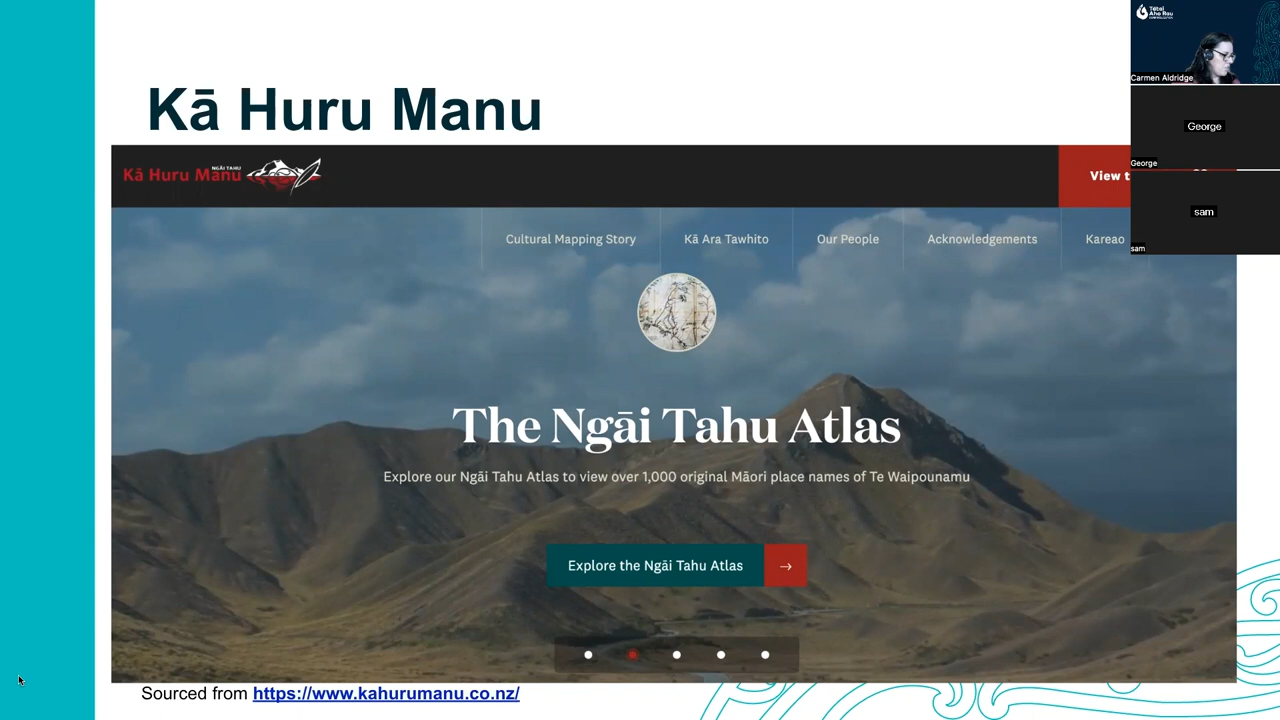 Kā Huru Manu
Kā Huru Manu
NGĀI TAHU
View t
Cultural Mapping Story
Kā Ara Tawhito
Our People
Acknowledgements
Kareao
The Ngāi Tahu Atlas
Explore our Ngāi Tahu Atlas to view over 1,000 original Māori place names of Te Waipounamu
Explore the Ngāi Tahu Atlas →
Sourced from https://www.kahurumanu.co.nz/
Tātai
Aho Rau
Carmen Aldridge
George
George
sam
sam